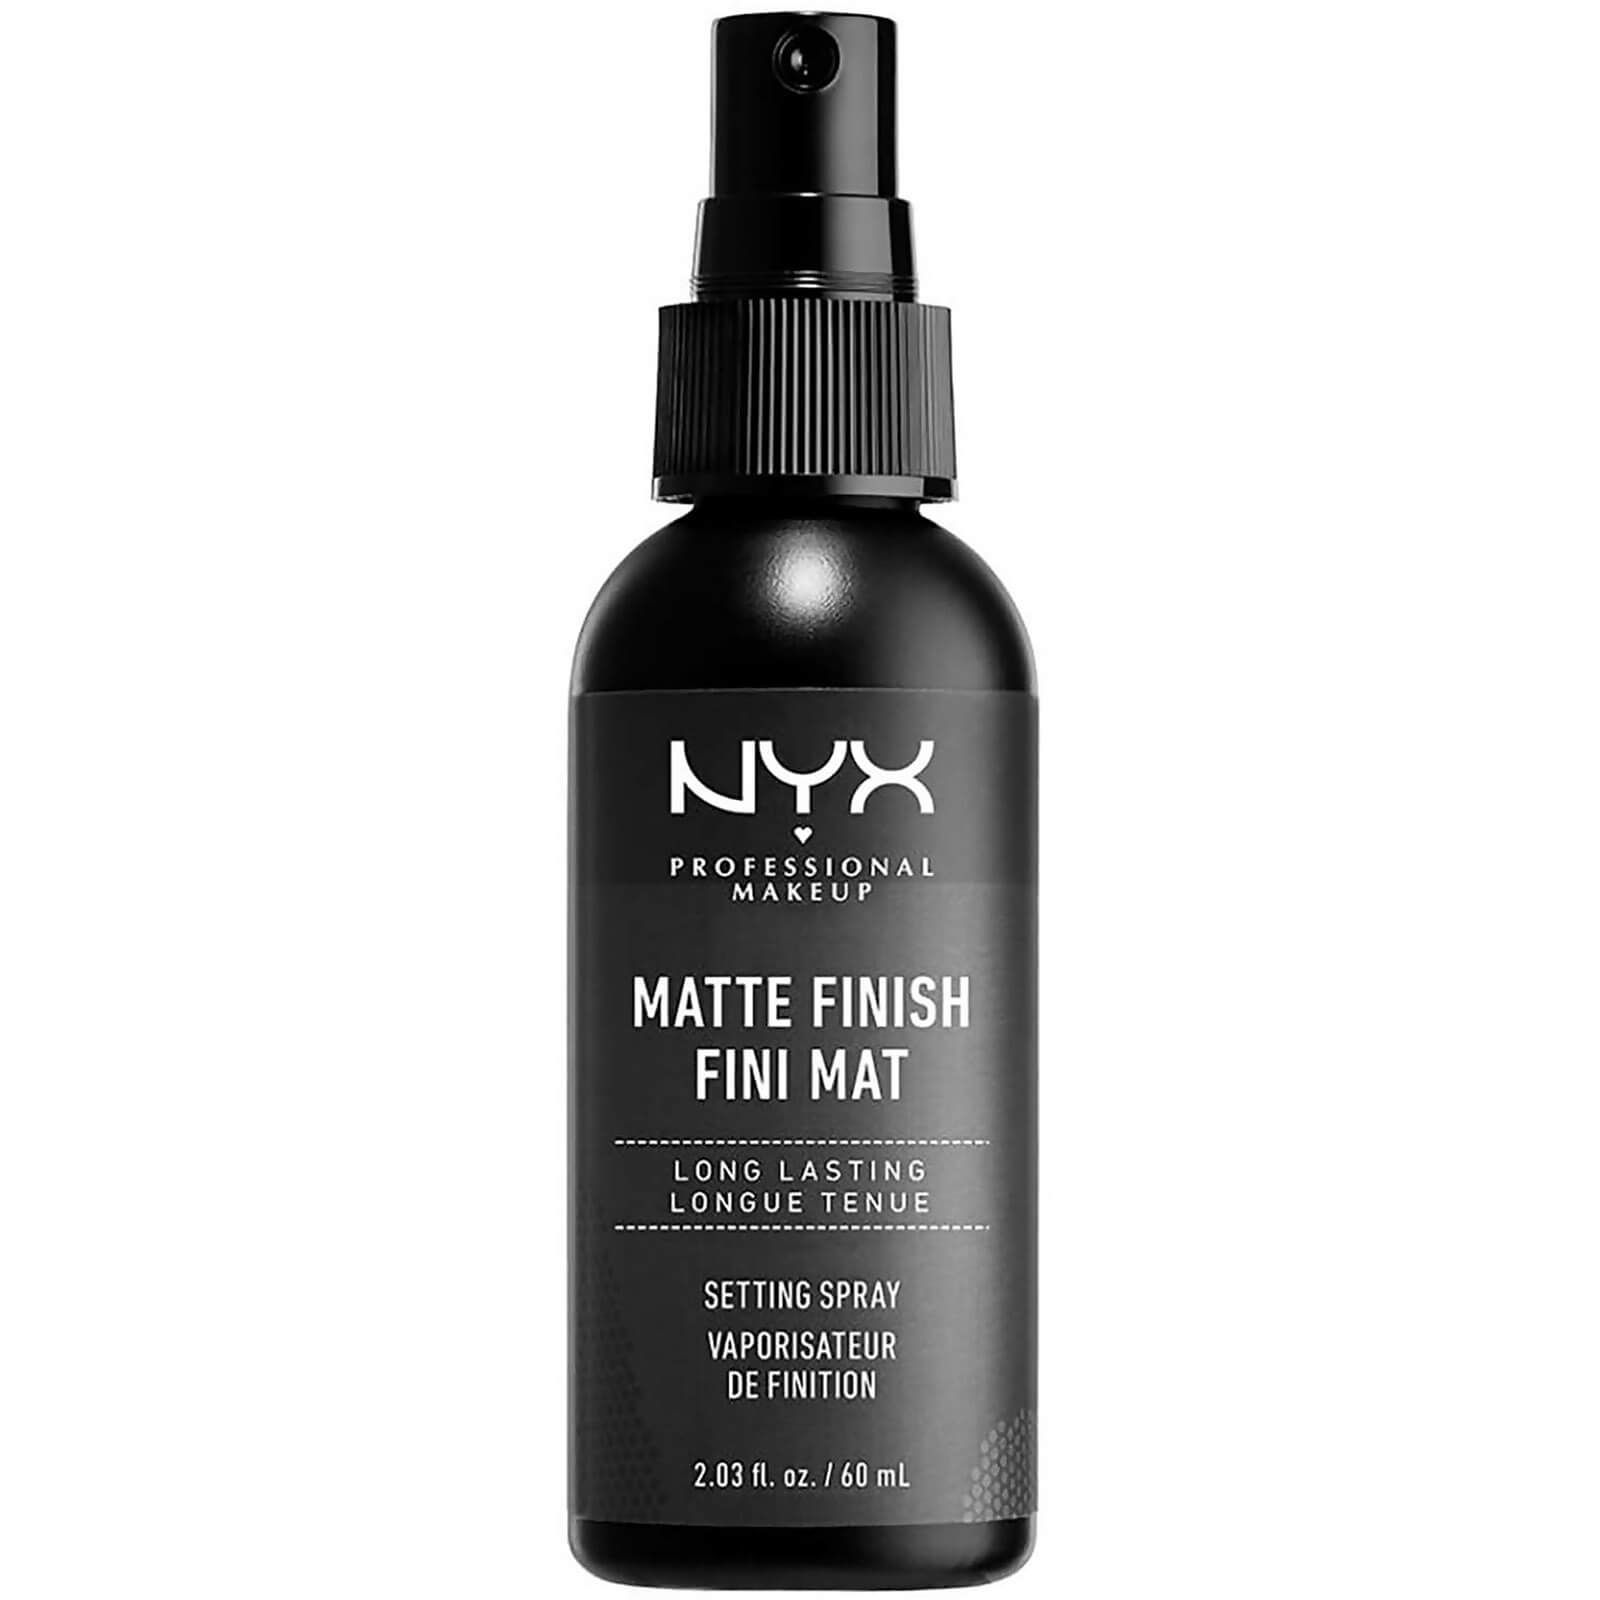 NYX
PROFESSIONAL
MAKEUP
MATTE FINISH
FINI MAT
LONG LASTING
LONGUE TENUE
SETTING SPRAY
VAPORISATEUR
DE FINITION
2.03 fl. oz. / 60 mL